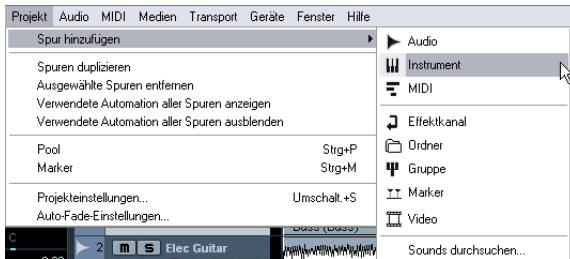 Projekt Audio MIDI Medien Transport Geräte Fenster Hilfe
Spur hinzufügen
Spuren duplizieren
Ausgewählte Spuren entfernen
Verwendete Automation aller Spuren anzeigen
Verwendete Automation aller Spuren ausblenden
Pool Strg+P
Marker Strg+M
Projekteinstellungen... Umschalt.+S
Auto-Fade-Einstellungen...
Audio
Instrument
MIDI
Effektkanal
Ordner
Gruppe
Marker
Video
Sounds durchsuchen...
Bass (Bass)
C
2 m S Elec Guitar